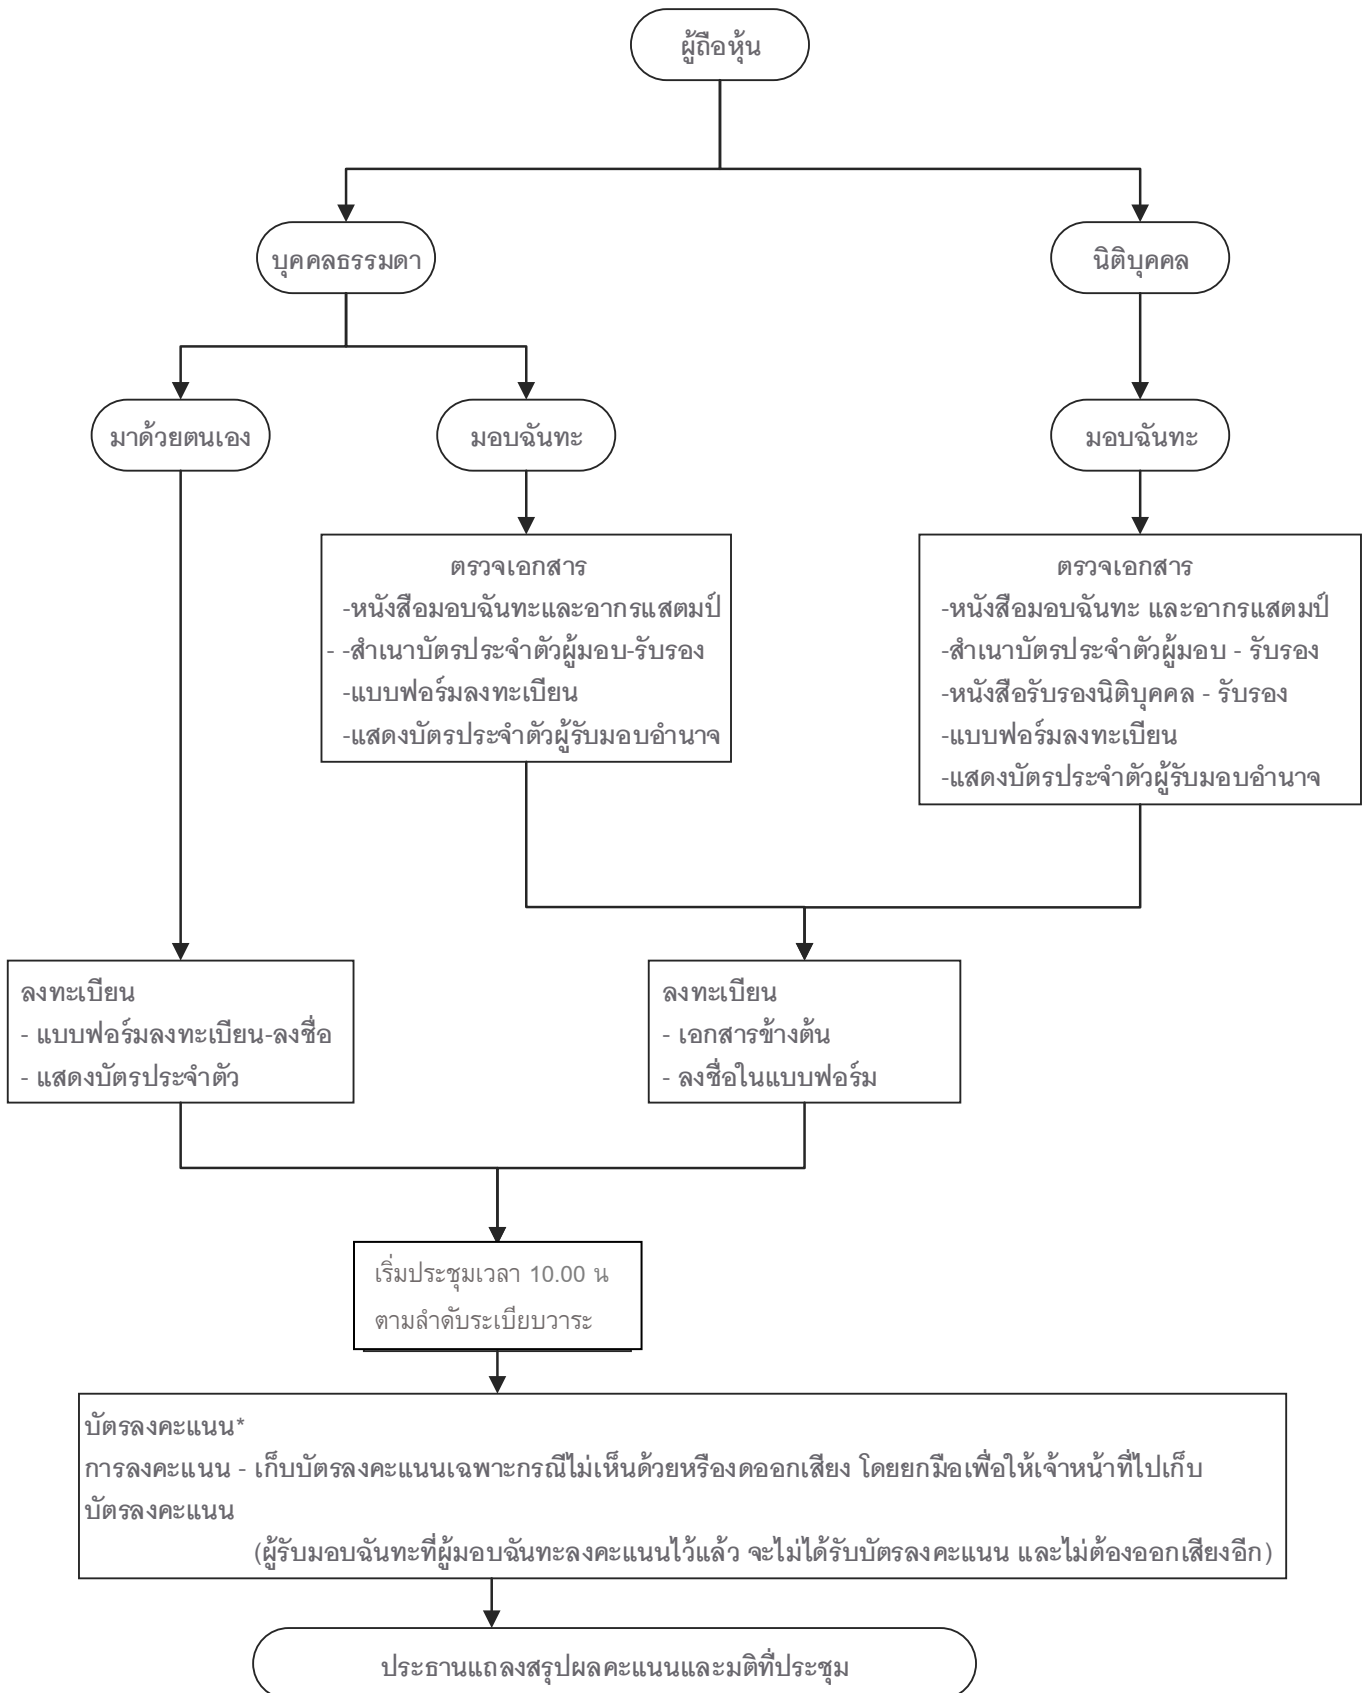 ผู้ถือหุ้น
บุคคลธรรมดา
นิติบุคคล
มาด้วยตนเอง
มอบฉันทะ
มอบฉันทะ
ตรวจเอกสาร
-หนังสือมอบฉันทะและอากรแสตมป์
- -สำเนาบัตรประจำตัวผู้มอบ-รับรอง
-แบบฟอร์มลงทะเบียน
-แสดงบัตรประจำตัวผู้รับมอบอำนาจ
ตรวจเอกสาร
-หนังสือมอบฉันทะ และอากรแสตมป์
-สำเนาบัตรประจำตัวผู้มอบ - รับรอง
-หนังสือรับรองนิติบุคคล - รับรอง
-แบบฟอร์มลงทะเบียน
-แสดงบัตรประจำตัวผู้รับมอบอำนาจ
ลงทะเบียน
- แบบฟอร์มลงทะเบียน-ลงชื่อ
- แสดงบัตรประจำตัว
ลงทะเบียน
- เอกสารข้างต้น
- ลงชื่อในแบบฟอร์ม
เริ่มประชุมเวลา 10.00 น
ตามลำดับระเบียบวาระ
บัตรลงคะแนน*
การลงคะแนน - เก็บบัตรลงคะแนนเฉพาะกรณีไม่เห็นด้วยหรืองดออกเสียง โดยยกมือเพื่อให้เจ้าหน้าที่ไปเก็บ
บัตรลงคะแนน
(ผู้รับมอบฉันทะที่ผู้มอบฉันทะลงคะแนนไว้แล้ว จะไม่ได้รับบัตรลงคะแนน และไม่ต้องออกเสียงอีก)
ประธานแถลงสรุปผลคะแนนและมติที่ประชุม